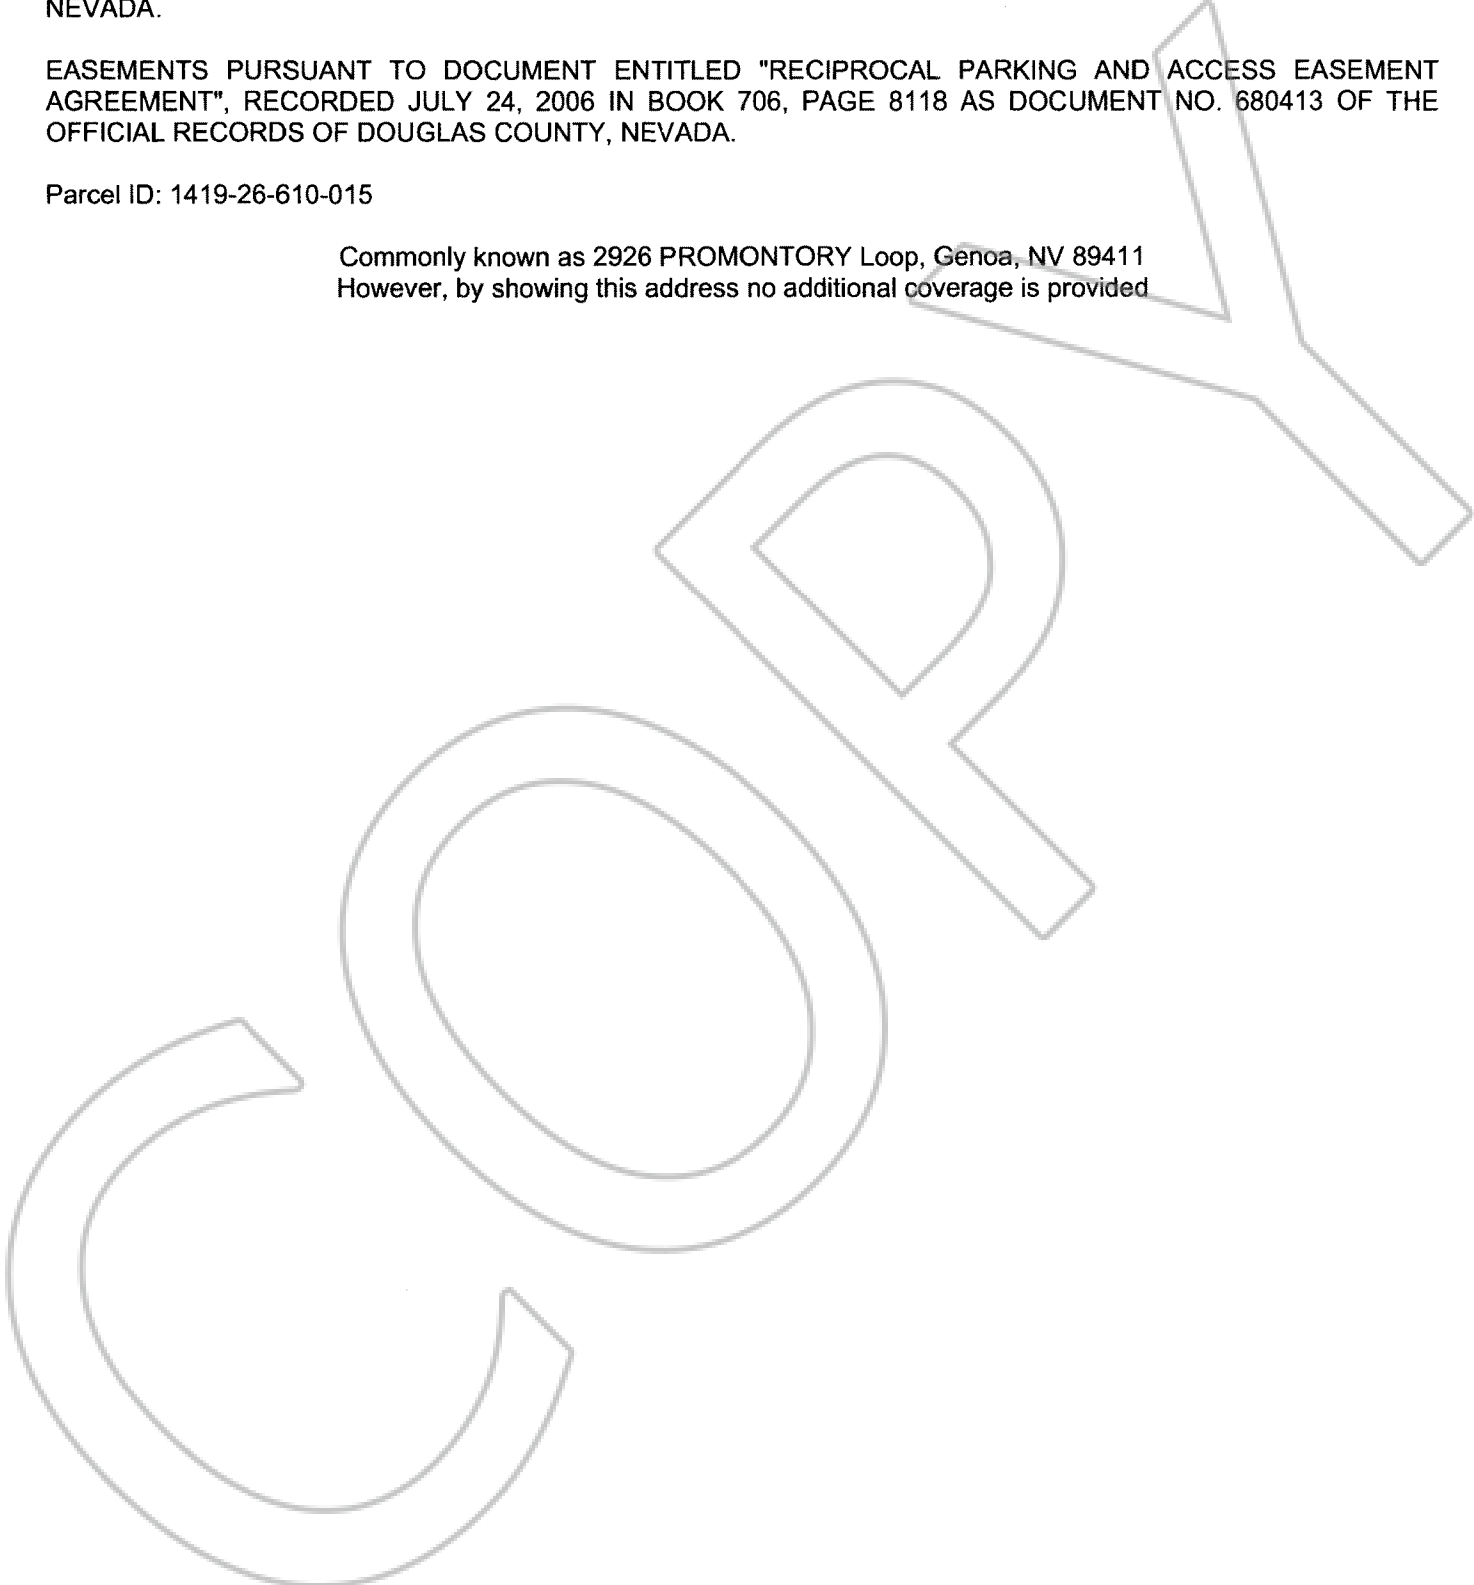 NEVADA.
EASEMENTS PURSUANT TO DOCUMENT ENTITLED "RECIPROCAL PARKING AND ACCESS EASEMENT
AGREEMENT", RECORDED JULY 24, 2006 IN BOOK 706, PAGE 8118 AS DOCUMENT NO. 680413 OF THE
OFFICIAL RECORDS OF DOUGLAS COUNTY, NEVADA.
Parcel ID: 1419-26-610-015
Commonly known as 2926 PROMONTORY Loop, Genoa, NV 89411
However, by showing this address no additional coverage is provided
COPY